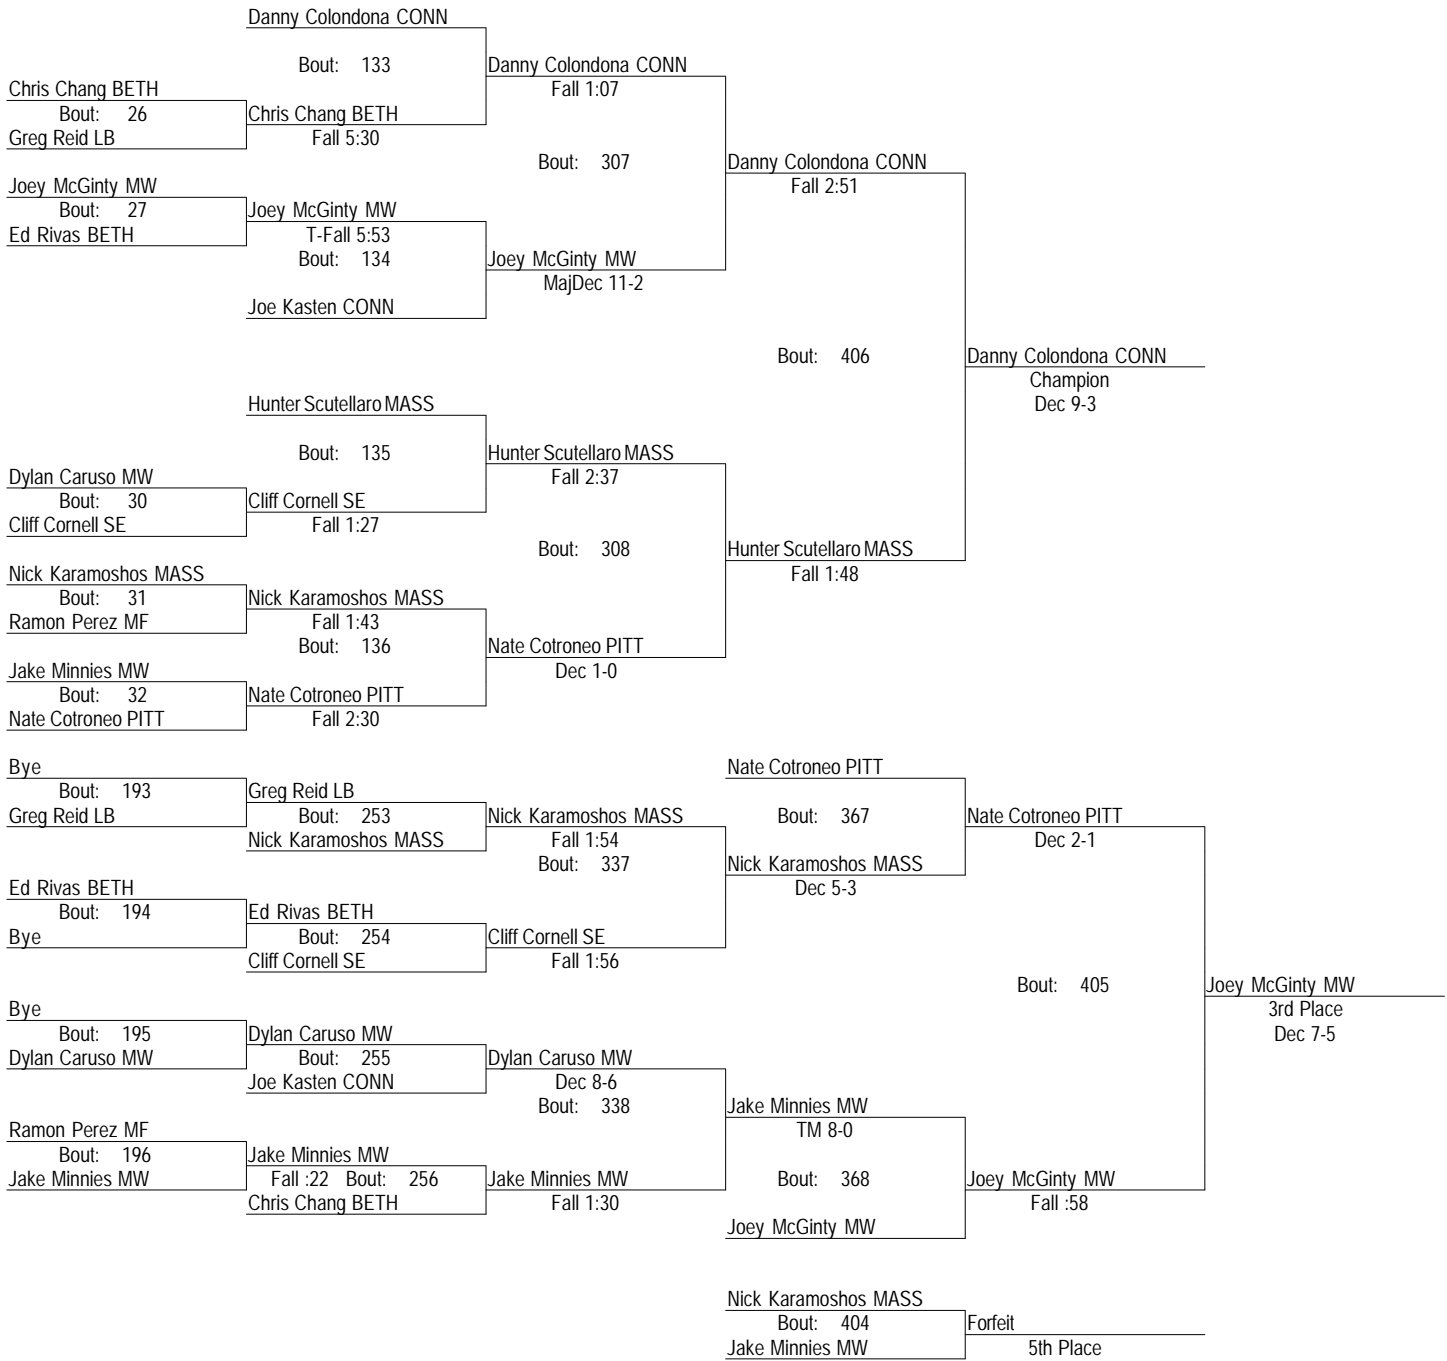 Danny Colondona CONN
Bout: 133
Danny Colondona CONN
Chris Chang BETH
Fall 1:07
Bout: 26
Chris Chang BETH
Greg Reid LB
Fall 5:30
Bout: 307
Danny Colondona CONN
Joey McGinty MW
Fall 2:51
Bout: 27
Joey McGinty MW
Ed Rivas BETH
T-Fall 5:53
Bout: 134
Joey McGinty MW
MajDec 11-2
Joe Kasten CONN
Bout: 406
Danny Colondona CONN
Champion
Hunter Scutellaro MASS
Dec 9-3
Bout: 135
Hunter Scutellaro MASS
Dylan Caruso MW
Fall 2:37
Bout: 30
Cliff Cornell SE
Cliff Cornell SE
Fall 1:27
Bout: 308
Hunter Scutellaro MASS
Nick Karamoshos MASS
Fall 1:48
Bout: 31
Nick Karamoshos MASS
Ramon Perez MF
Fall 1:43
Bout: 136
Nate Cotroneo PITT
Jake Minnies MW
Dec 1-0
Bout: 32
Nate Cotroneo PITT
Nate Cotroneo PITT
Fall 2:30
Bye
Nate Cotroneo PITT
Bout: 193
Greg Reid LB
Greg Reid LB
Bout: 253
Nick Karamoshos MASS
Bout: 367
Nate Cotroneo PITT
Nick Karamoshos MASS
Fall 1:54
Dec 2-1
Bout: 337
Nick Karamoshos MASS
Ed Rivas BETH
Dec 5-3
Bout: 194
Ed Rivas BETH
Bye
Bout: 254
Cliff Cornell SE
Cliff Cornell SE
Fall 1:56
Bout: 405
Joey McGinty MW
Bye
3rd Place
Bout: 195
Dylan Caruso MW
Dec 7-5
Dylan Caruso MW
Bout: 255
Dylan Caruso MW
Joe Kasten CONN
Dec 8-6
Bout: 338
Jake Minnies MW
Ramon Perez MF
TM 8-0
Bout: 196
Jake Minnies MW
Jake Minnies MW
Fall :22 Bout: 256
Jake Minnies MW
Bout: 368
Joey McGinty MW
Chris Chang BETH
Fall 1:30
Fall :58
Joey McGinty MW
Nick Karamoshos MASS
Bout: 404
Forfeit
Jake Minnies MW
5th Place